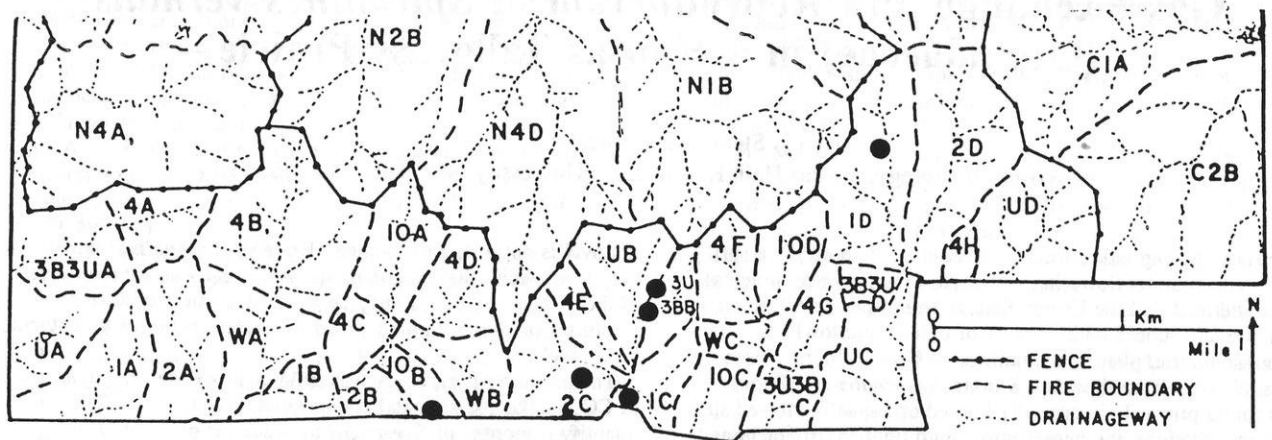 N2B
C1A
N1B
N4A
N4D
2D
C2B
4A
4B
10A
1D
UD
4D
UB
4F
10D
4H
3B3UA
3U
3BB
3B3U
D
4E
4G
N
UA
WA
4C
WC
UC
0 1 Km
0 Mile 1
1A
2A
1B
10B
10C
3U3B
C
FENCE
2B
WB
2C
1C
FIRE BOUNDARY
DRAINAGEWAY